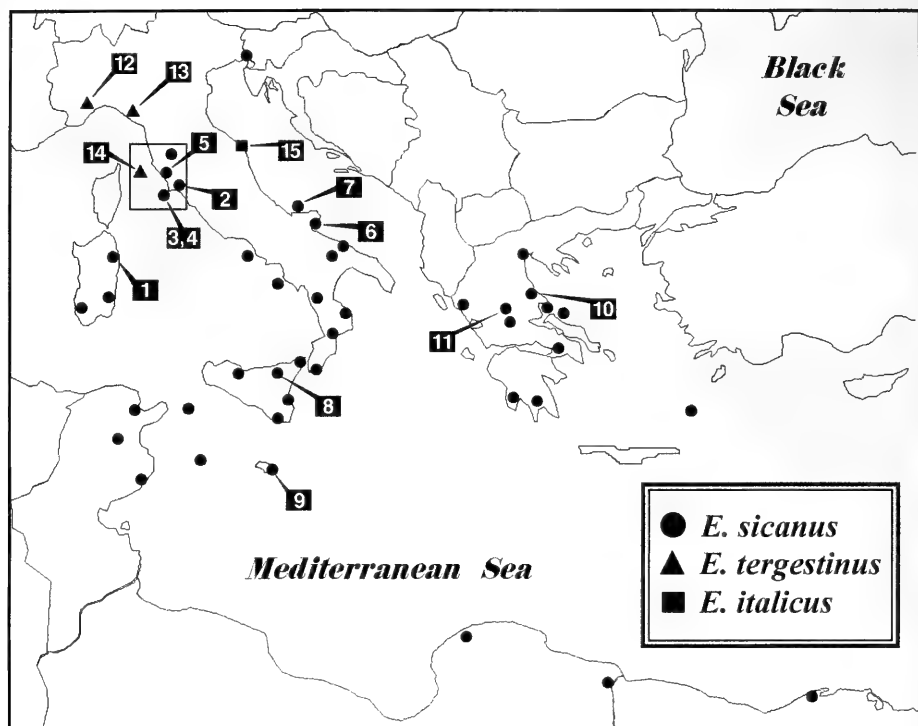 12
13
Black
Sea
14
5
15
2
7
3,4
6
1
10
11
8
9
E. sicanus
Mediterranean Sea
E. tergestinus
E. italicus